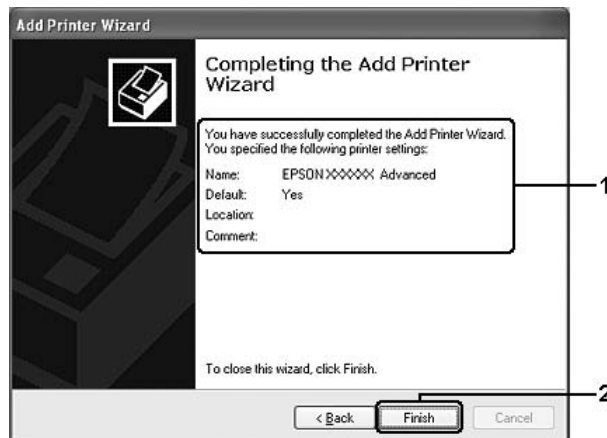 Add Printer Wizard
Completing the Add Printer
Wizard
You have successfully completed the Add Printer Wizard.
You specified the following printer settings:
Name: EPSON XXXXXX Advanced
Default: Yes
Location:
Comment:
1
To close this wizard, click Finish.
2
< Back Finish Cancel